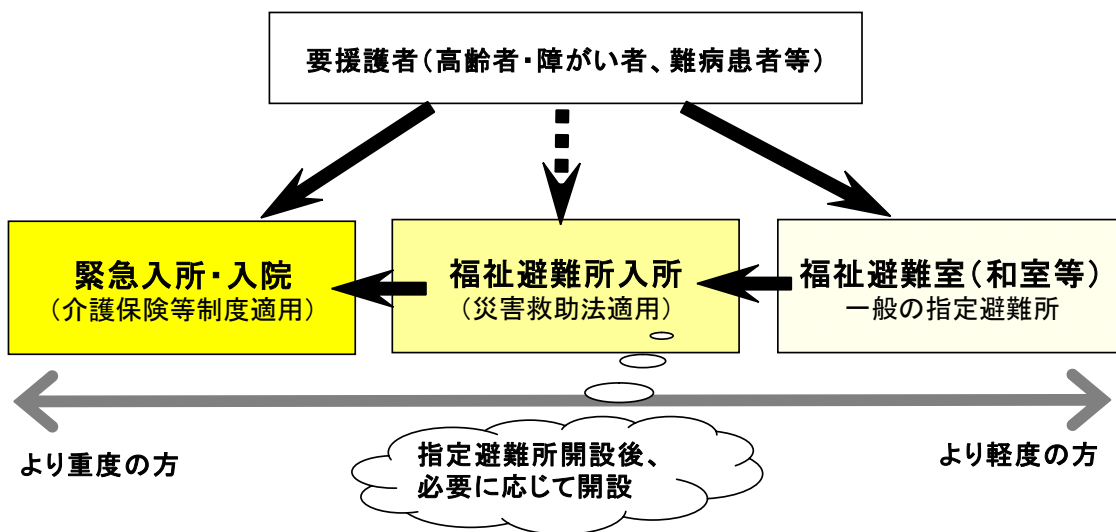 要援護者（高齢者・障がい者、難病患者等）
緊急入所・入院
（介護保険等制度適用）
福祉避難所入所
（災害救助法適用）
福祉避難室（和室等）
一般の指定避難所
より重度の方
指定避難所開設後、
必要に応じて開設
より軽度の方